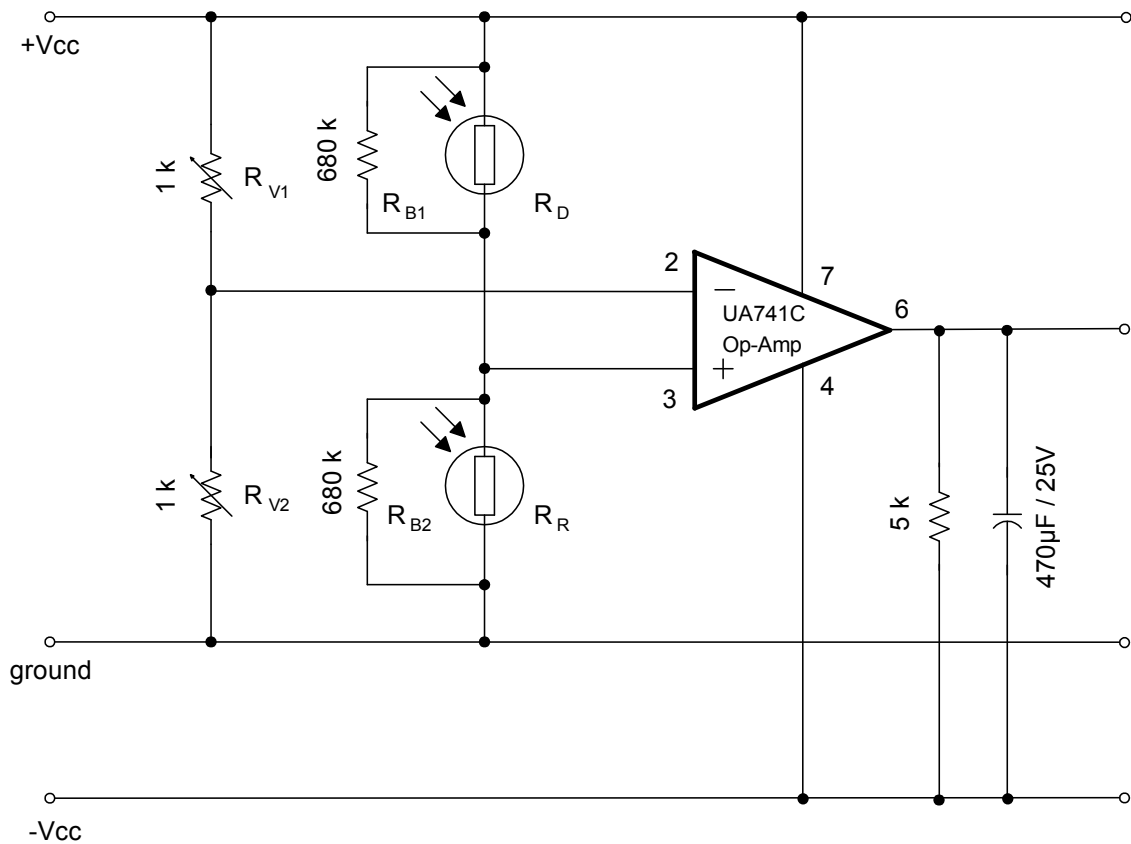 +Vcc
1 k
R V1
680 k
R B1
R D
2
−
7
UA741C
Op-Amp
6
+
3
4
1 k
R V2
680 k
R B2
R R
5 k
470µF / 25V
ground
-Vcc